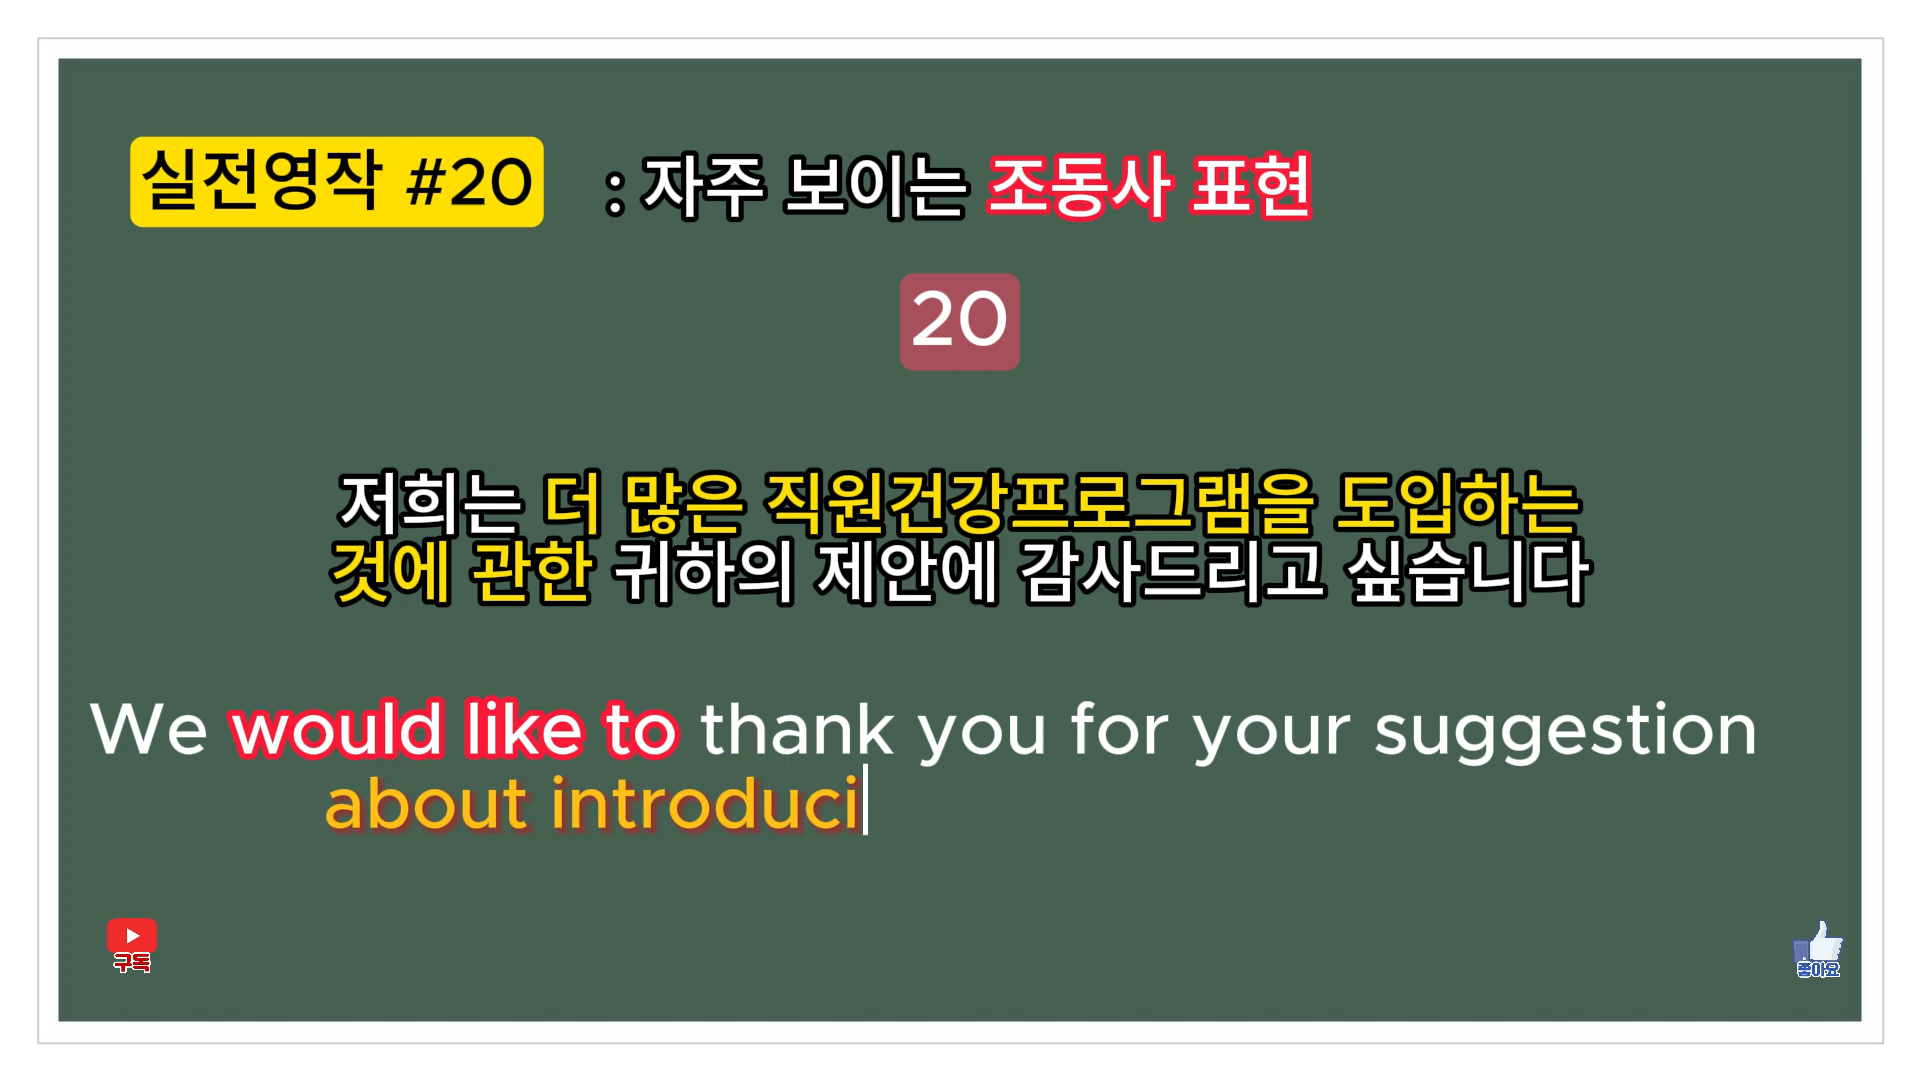 실전영작 #20 : 자주 보이는 조동사 표현
20
저희는 더 많은 직원건강프로그램을 도입하는
것에 관한 귀하의 제안에 감사드리고 싶습니다
We would like to thank you for your suggestion
about introduci
구독
좋아요